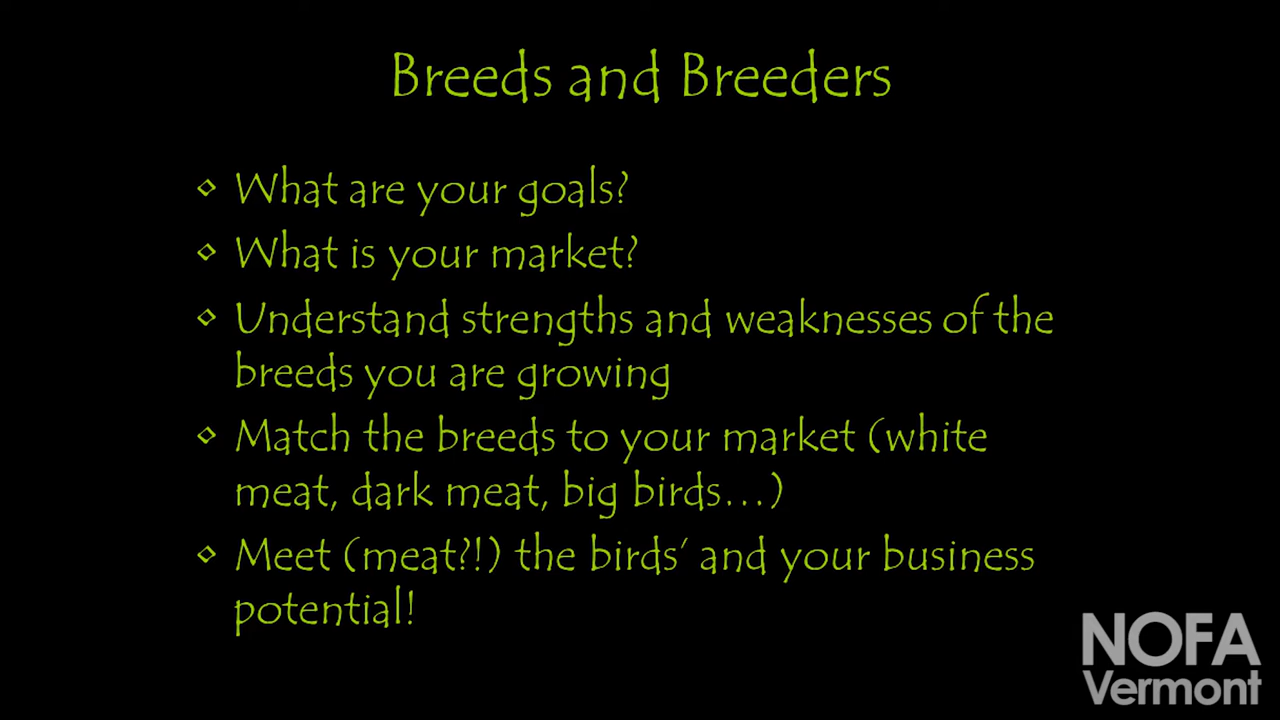 Breeds and Breeders
◇ What are your goals?
◇ What is your market?
◇ Understand strengths and weaknesses of the
breeds you are growing
◇ Match the breeds to your market (white
meat, dark meat, big birds…)
◇ Meet (meat?!) the birds’ and your business
potential!
NOFA
Vermont